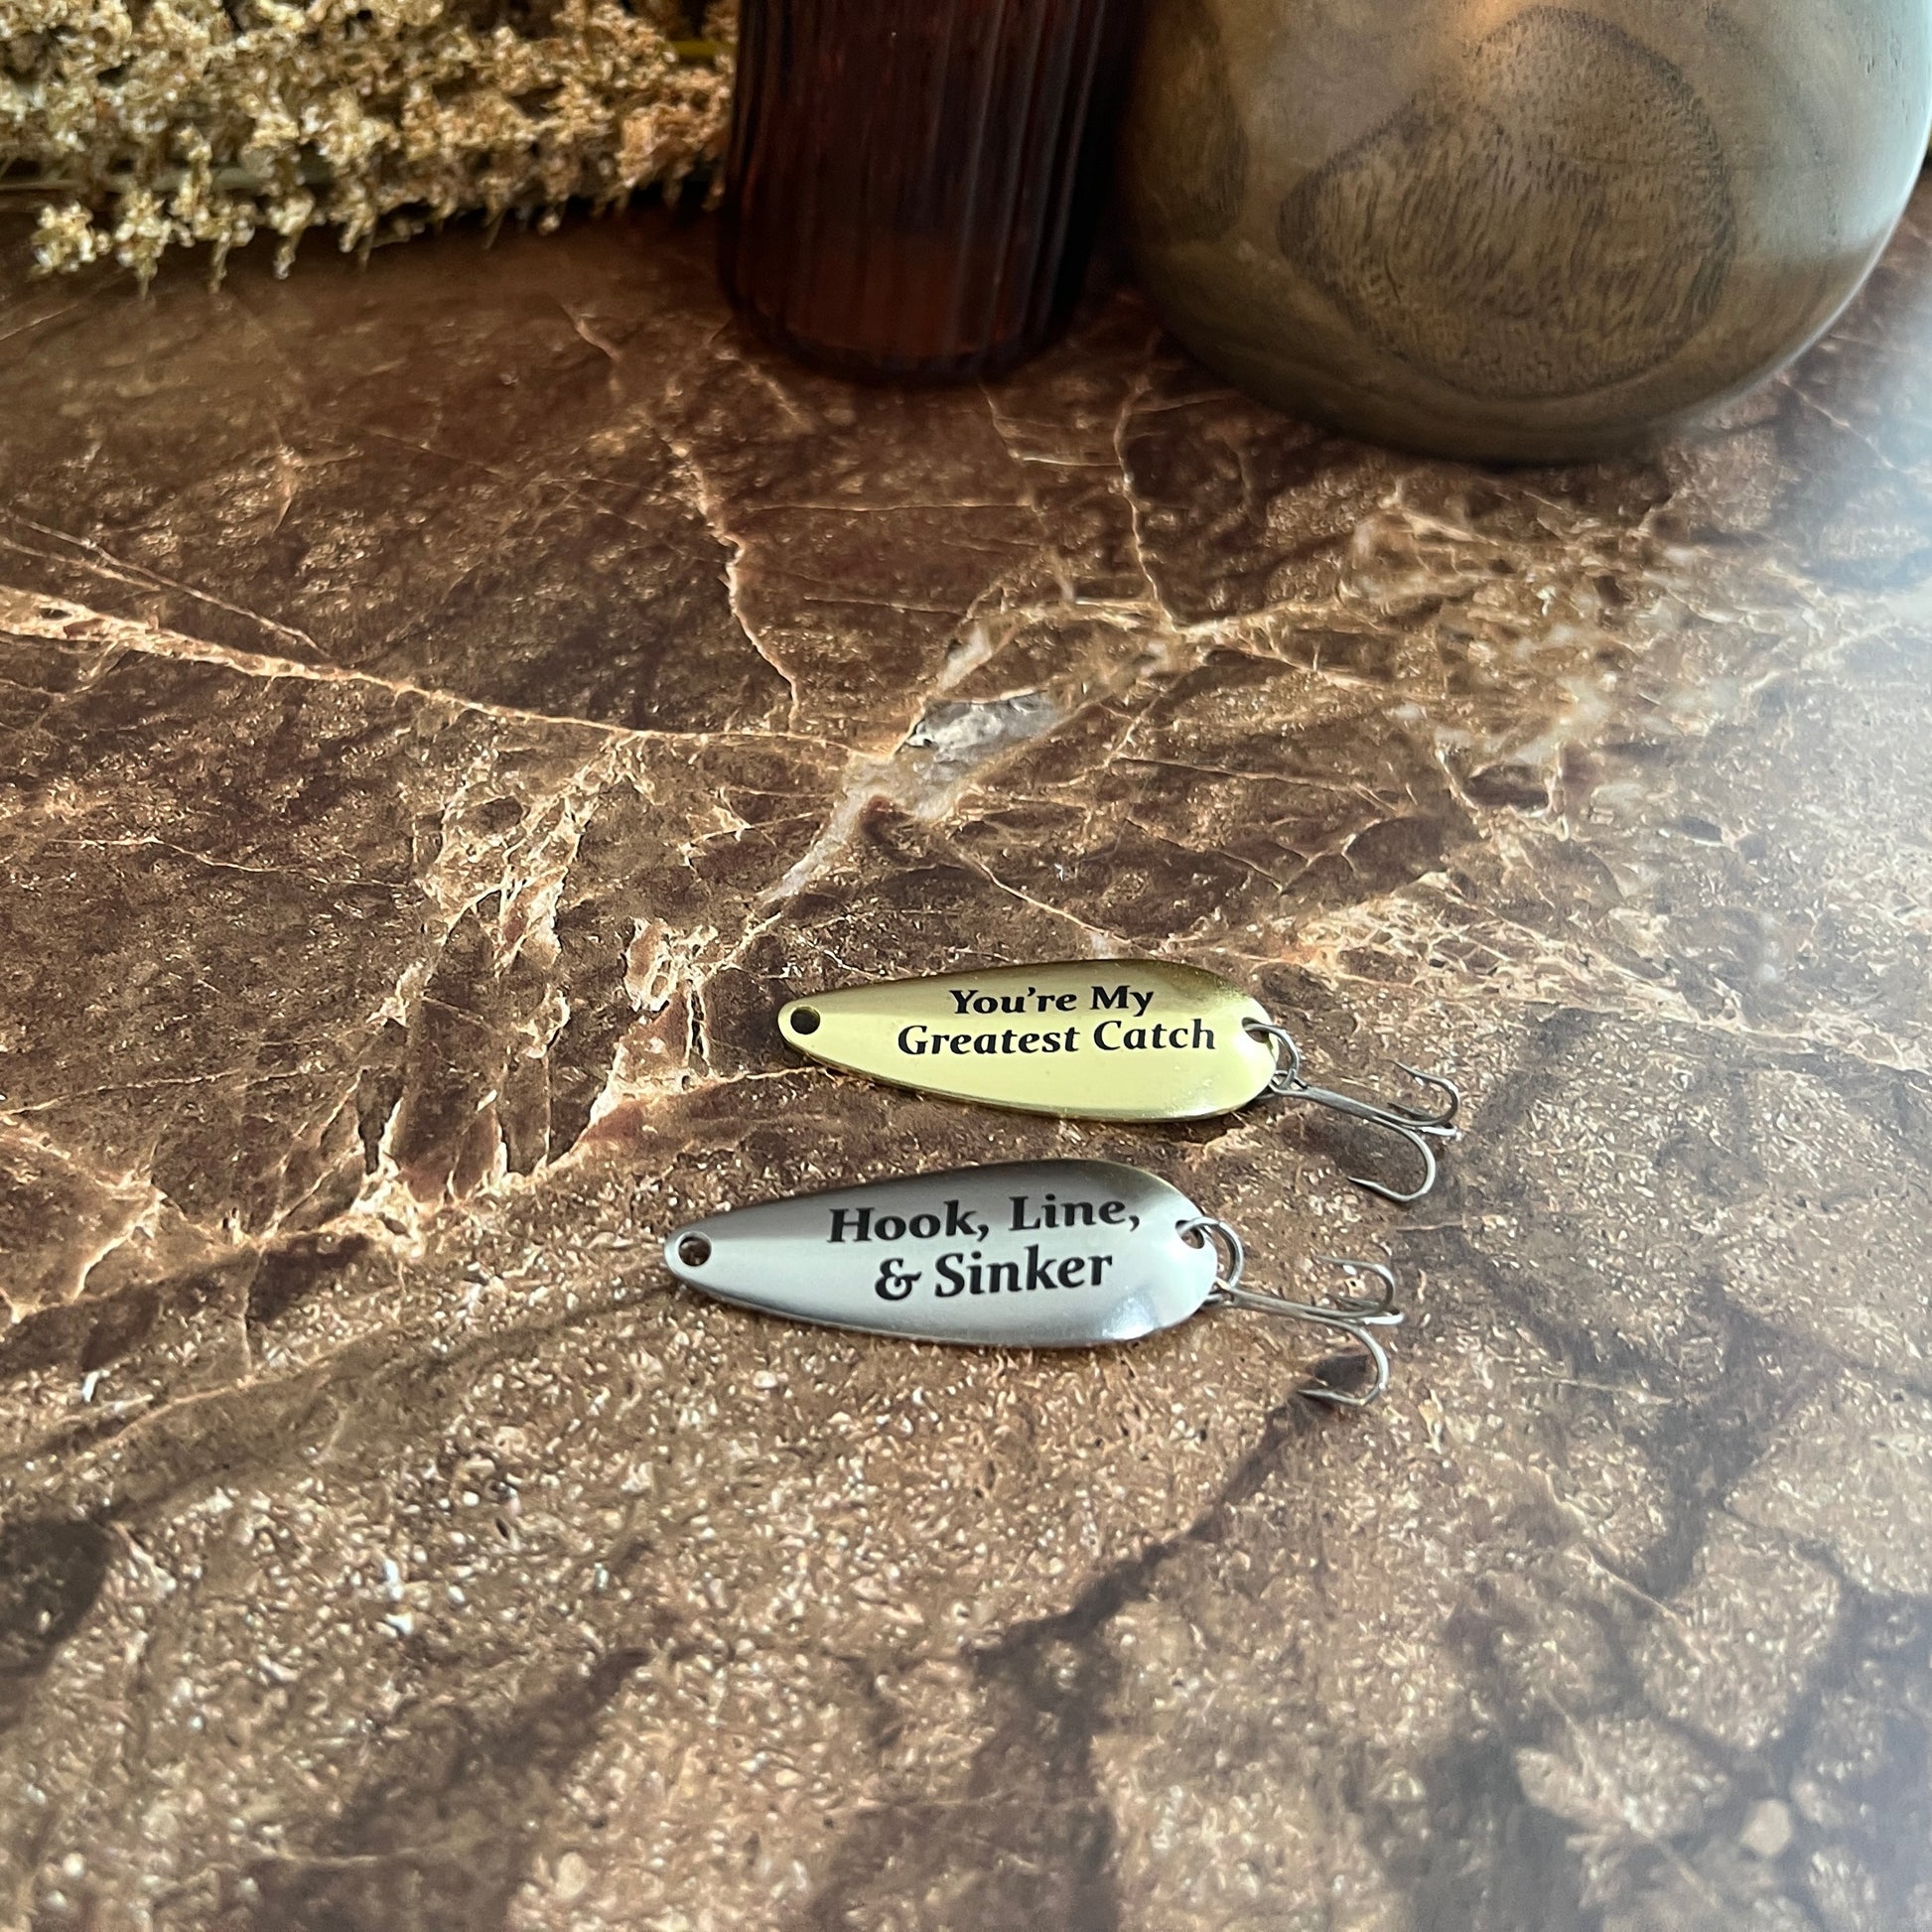 You're My
Greatest Catch
Hook, Line,
& Sinker